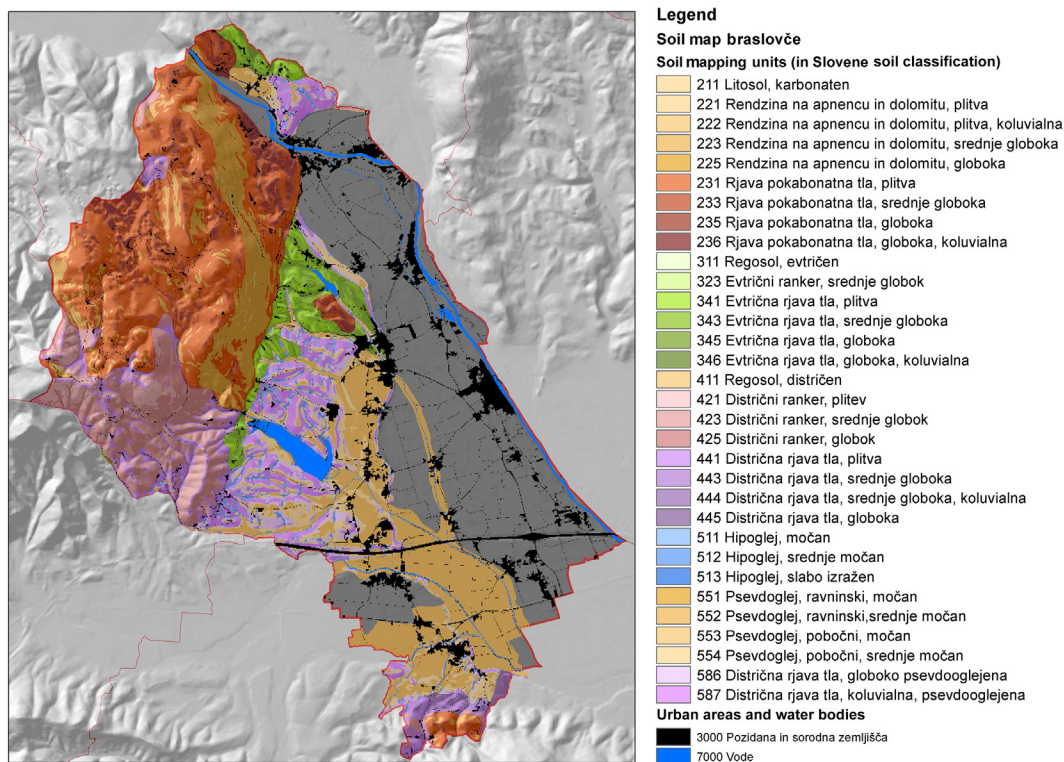 Legend
Soil map braslovče
Soil mapping units (in Slovene soil classification)
211 Litosol, karbonaten
221 Rendzina na apnencu in dolomitu, plitva
222 Rendzina na apnencu in dolomitu, plitva, koluvialna
223 Rendzina na apnencu in dolomitu, srednje globoka
225 Rendzina na apnencu in dolomitu, globoka
231 Rjava pokabonatna tla, plitva
233 Rjava pokabonatna tla, srednje globoka
235 Rjava pokabonatna tla, globoka
236 Rjava pokabonatna tla, globoka, koluvialna
311 Regosol, evtričen
323 Evtrični ranker, srednje globok
341 Evtrična rjava tla, plitva
343 Evtrična rjava tla, srednje globoka
345 Evtrična rjava tla, globoka
346 Evtrična rjava tla, globoka, koluvialna
411 Regosol, distričen
421 Distrični ranker, plitev
423 Distrični ranker, srednje globok
425 Distrični ranker, globok
441 Distrična rjava tla, plitva
443 Distrična rjava tla, srednje globoka
444 Distrična rjava tla, srednje globoka, koluvialna
445 Distrična rjava tla, globoka
511 Hipoglej, močan
512 Hipoglej, srednje močan
513 Hipoglej, slabo izražen
551 Psevdoglej, ravninski, močan
552 Psevdoglej, ravninski,srednje močan
553 Psevdoglej, pobočni, močan
554 Psevdoglej, pobočni, srednje močan
586 Distrična rjava tla, globoko psevdooglejena
587 Distrična rjava tla, koluvialna, psevdooglejena
Urban areas and water bodies
3000 Pozidana in sorodna zemljišča
7000 Vode